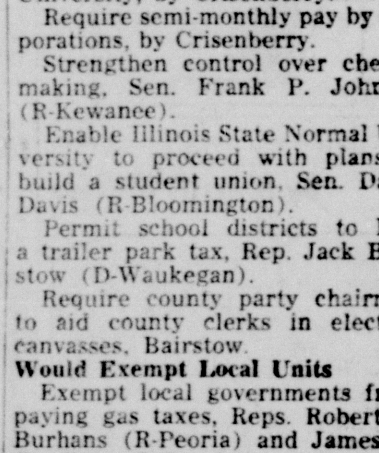 Require semi-monthly pay by
porations, by Crisenberry.
Strengthen control over che
making, Sen. Frank P. John
(R-Kewanee).
Enable Illinois State Normal
versity to proceed with plans
build a student union, Sen. Da
Davis (R-Bloomington).
Permit school districts to
a trailer park tax, Rep. Jack B
stow (D-Waukegan).
Require county party chairm
to aid county clerks in elect
canvasses, Bairstow.
Would Exempt Local Units
Exempt local governments fr
paying gas taxes, Reps. Robert
Burhans (R-Peoria) and James